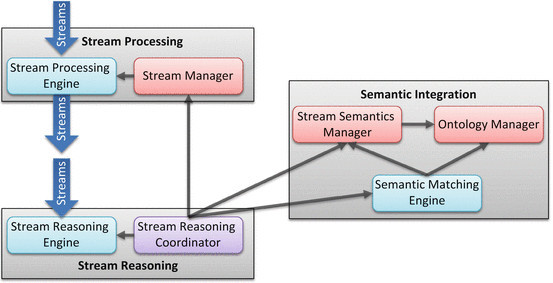 Streams
Stream Processing
Stream Processing
Engine
Stream Manager
Streams
Streams
Stream Reasoning
Engine
Stream Reasoning
Coordinator
Stream Reasoning
Semantic Integration
Stream Semantics
Manager
Ontology Manager
Semantic Matching
Engine